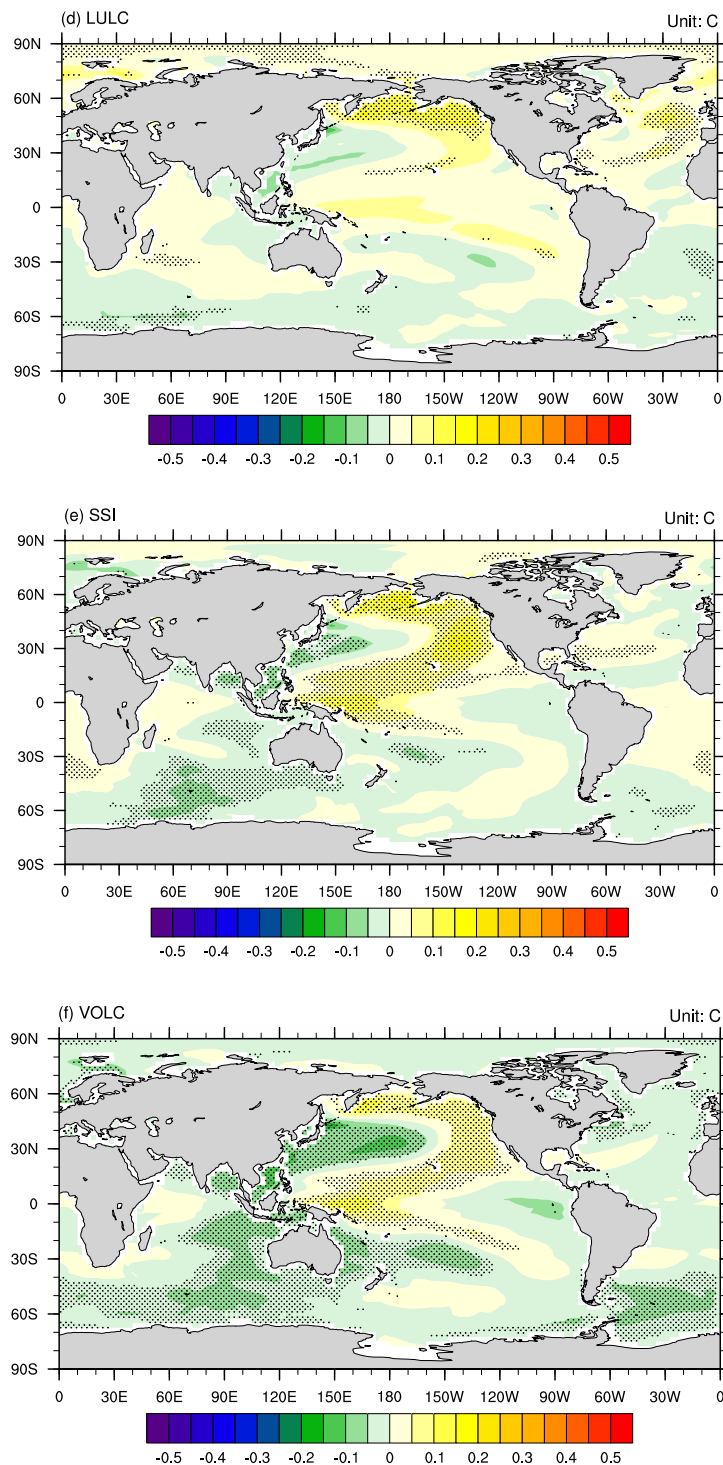 (d) LULC Unit: C
90N
60N
30N
0
30S
60S
90S
0 30E 60E 90E 120E 150E 180 150W 120W 90W 60W 30W 0
-0.5 -0.4 -0.3 -0.2 -0.1 0 0.1 0.2 0.3 0.4 0.5
(e) SSI Unit: C
90N
60N
30N
0
30S
60S
90S
0 30E 60E 90E 120E 150E 180 150W 120W 90W 60W 30W 0
-0.5 -0.4 -0.3 -0.2 -0.1 0 0.1 0.2 0.3 0.4 0.5
(f) VOLC Unit: C
90N
60N
30N
0
30S
60S
90S
0 30E 60E 90E 120E 150E 180 150W 120W 90W 60W 30W 0
-0.5 -0.4 -0.3 -0.2 -0.1 0 0.1 0.2 0.3 0.4 0.5